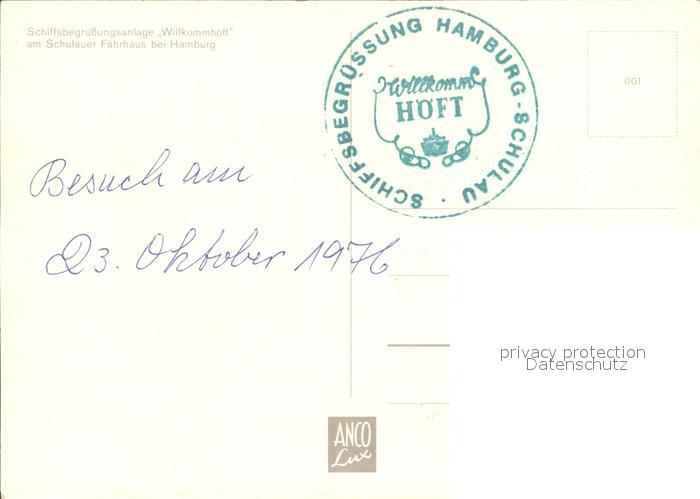 Schiffsbegrüßungsanlage „Willkommhöft"
am Schulauer Fährhaus bei Hamburg
SCHIFFSBEGRÜSSUNG HAMBURG-SCHULAU ·
Willkomm
HÖFT
001
Besuch am
23. Oktober 1976
privacy protection
Datenschutz
ANCO
Lux